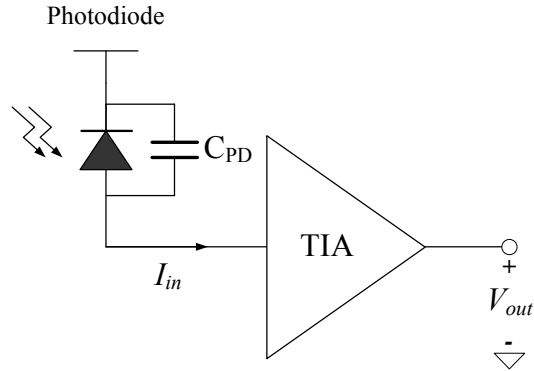 Photodiode
C_PD
TIA
I_in
+
V_out
-